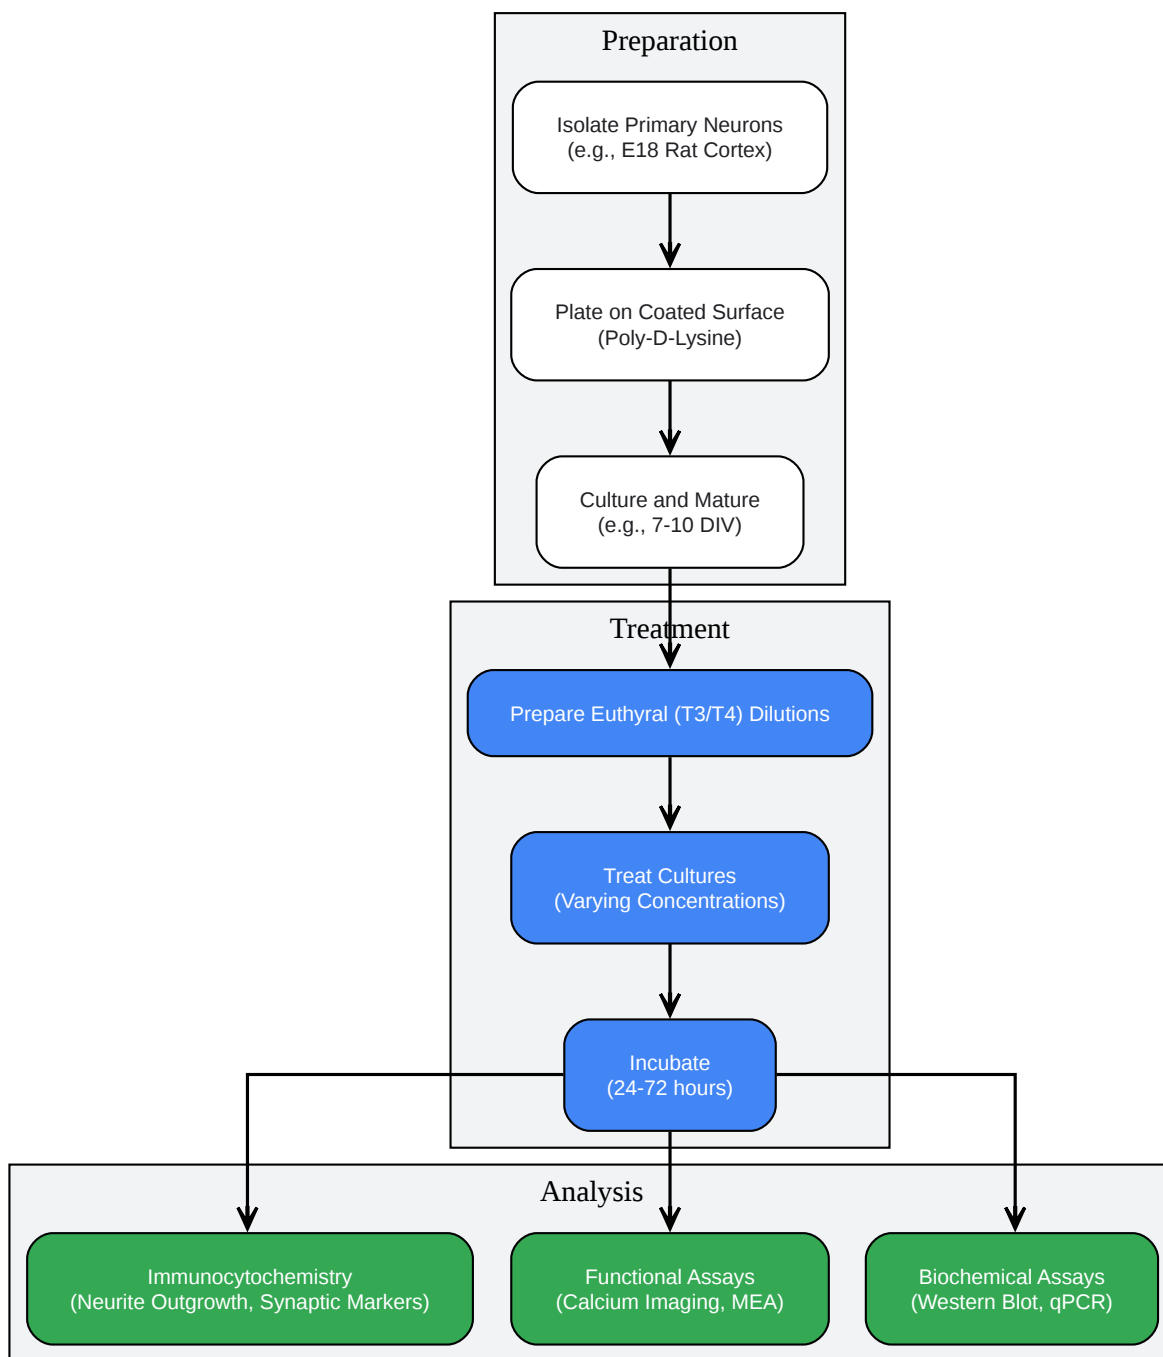 Preparation
Isolate Primary Neurons
(e.g., E18 Rat Cortex)
Plate on Coated Surface
(Poly-D-Lysine)
Culture and Mature
(e.g., 7-10 DIV)
Treatment
Prepare Euthyral (T3/T4) Dilutions
Treat Cultures
(Varying Concentrations)
Incubate
(24-72 hours)
Analysis
Immunocytochemistry
(Neurite Outgrowth, Synaptic Markers)
Functional Assays
(Calcium Imaging, MEA)
Biochemical Assays
(Western Blot, qPCR)